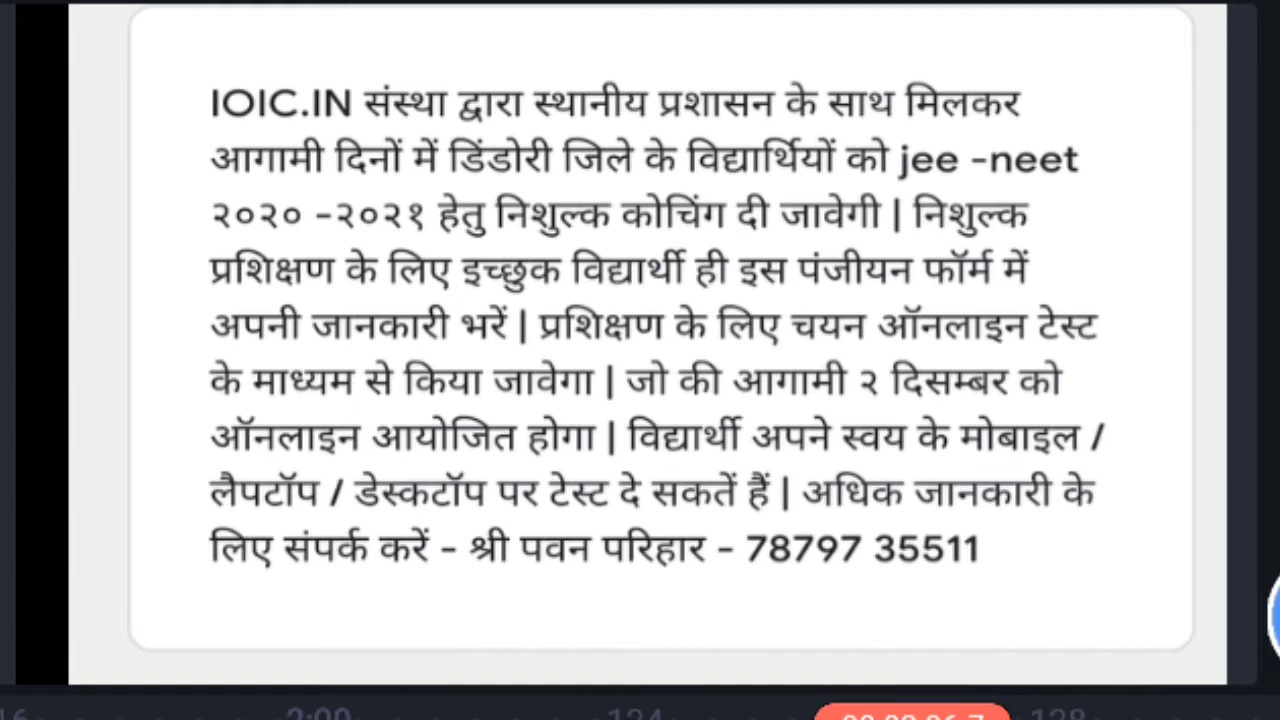 IOIC.IN संस्था द्वारा स्थानीय प्रशासन के साथ मिलकर
आगामी दिनों में डिंडोरी जिले के विद्यार्थियों को jee -neet
२०२० -२०२१ हेतु निशुल्क कोचिंग दी जावेगी | निशुल्क
प्रशिक्षण के लिए इच्छुक विद्यार्थी ही इस पंजीयन फॉर्म में
अपनी जानकारी भरें | प्रशिक्षण के लिए चयन ऑनलाइन टेस्ट
के माध्यम से किया जावेगा | जो की आगामी २ दिसम्बर को
ऑनलाइन आयोजित होगा | विद्यार्थी अपने स्वय के मोबाइल /
लैपटॉप / डेस्कटॉप पर टेस्ट दे सकतें हैं | अधिक जानकारी के
लिए संपर्क करें - श्री पवन परिहार - 78797 35511